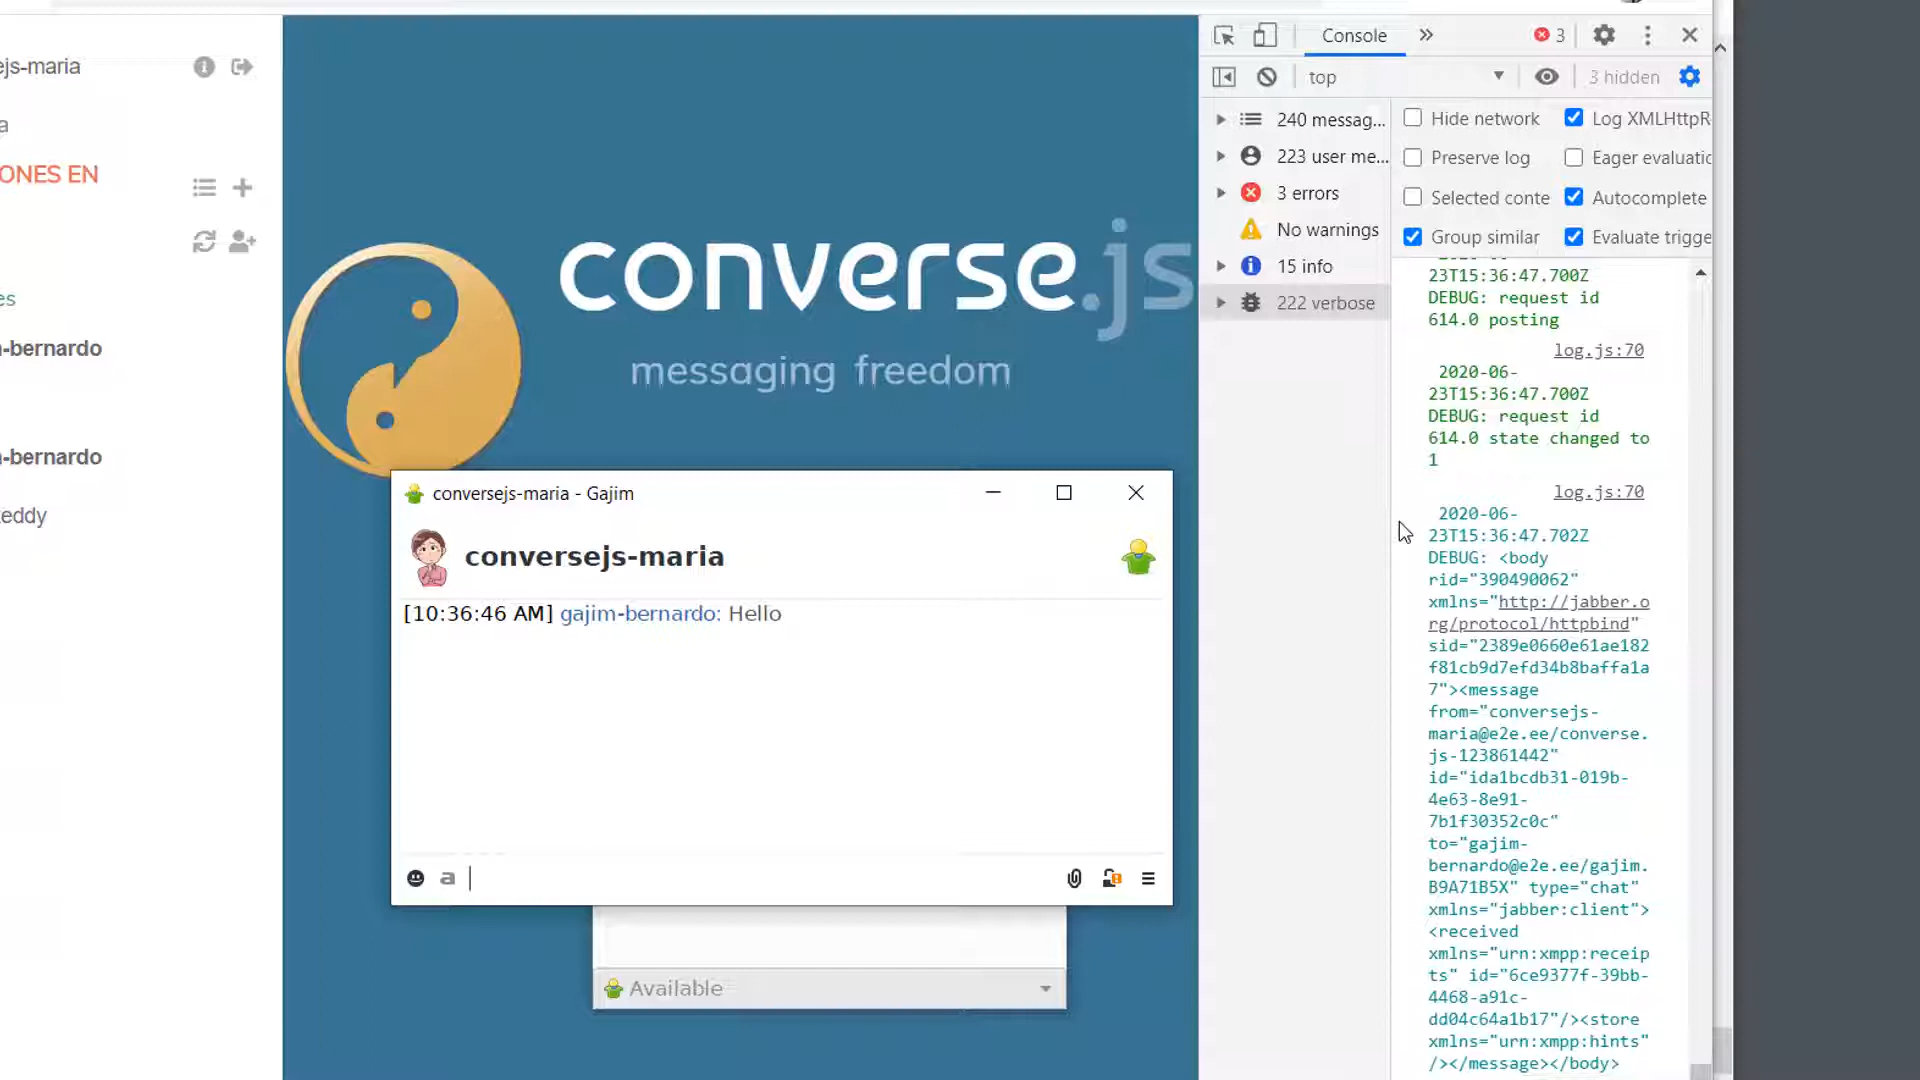 ejs-maria
a
ONES EN
es
-bernardo
-bernardo
eddy
converse.js
messaging freedom
conversejs-maria - Gajim
conversejs-maria
[10:36:46 AM] gajim-bernardo: Hello
a
Available
Console
3
top
3 hidden
240 messag...
223 user me...
3 errors
No warnings
15 info
222 verbose
Hide network
Log XMLHttpR
Preserve log
Eager evaluatic
Selected conte
Autocomplete
Group similar
Evaluate trigge
23T15:36:47.700Z
DEBUG: request id
614.0 posting
log.js:70
2020-06-
23T15:36:47.700Z
DEBUG: request id
614.0 state changed to
1
log.js:70
2020-06-
23T15:36:47.702Z
DEBUG: <body
rid="390490062"
xmlns="http://jabber.o
rg/protocol/httpbind"
sid="2389e0660e61ae182
f81cb9d7efd34b8baffa1a
7"><message
from="conversejs-
maria@e2e.ee/converse.
js-123861442"
id="ida1bcdb31-019b-
4e63-8e91-
7b1f30352c0c"
to="gajim-
bernardo@e2e.ee/gajim.
B9A71B5X" type="chat"
xmlns="jabber:client">
<received
xmlns="urn:xmpp:receip
ts" id="6ce9377f-39bb-
4468-a91c-
dd04c64a1b17"/><store
xmlns="urn:xmpp:hints"
/></message></body>